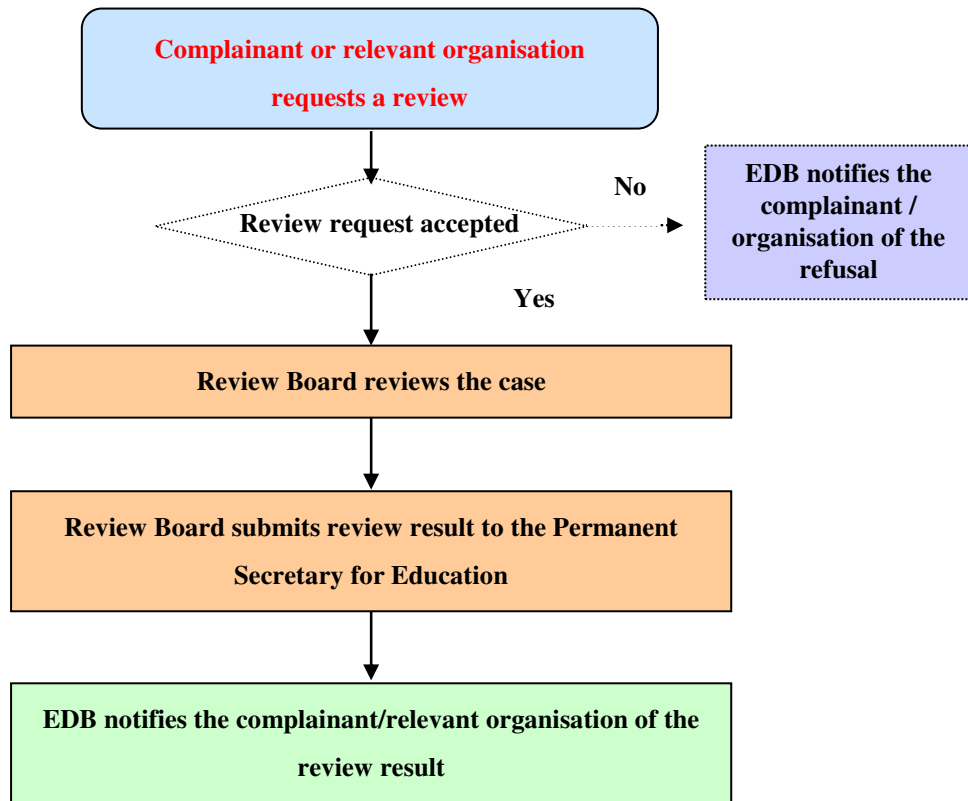 Complainant or relevant organisation
requests a review
Review request accepted
No
EDB notifies the
complainant /
organisation of the
refusal
Yes
Review Board reviews the case
Review Board submits review result to the Permanent
Secretary for Education
EDB notifies the complainant/relevant organisation of the
review result